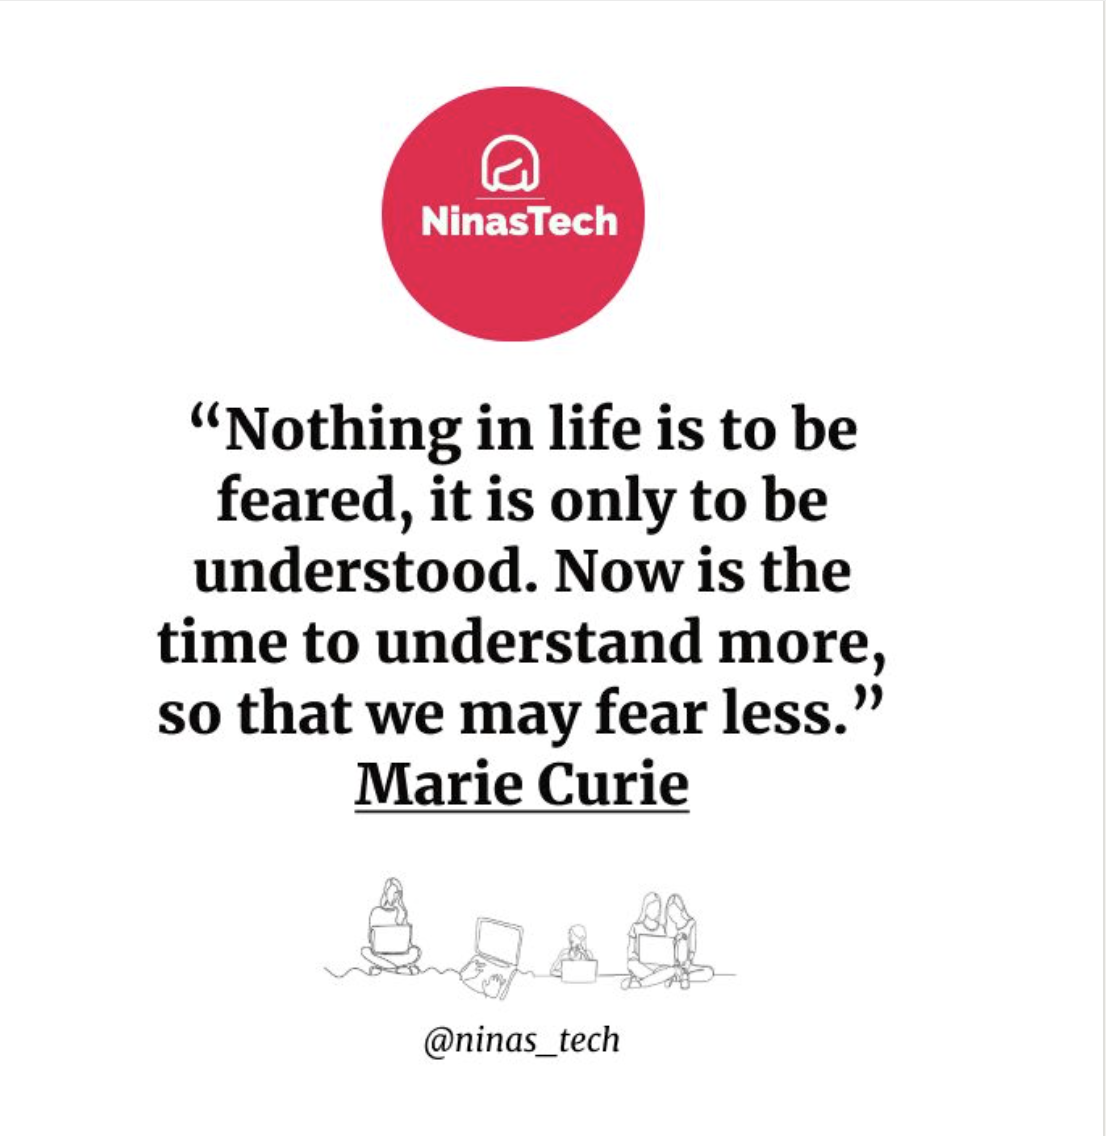 NinasTech
“Nothing in life is to be
feared, it is only to be
understood. Now is the
time to understand more,
so that we may fear less.”
Marie Curie
@ninas_tech